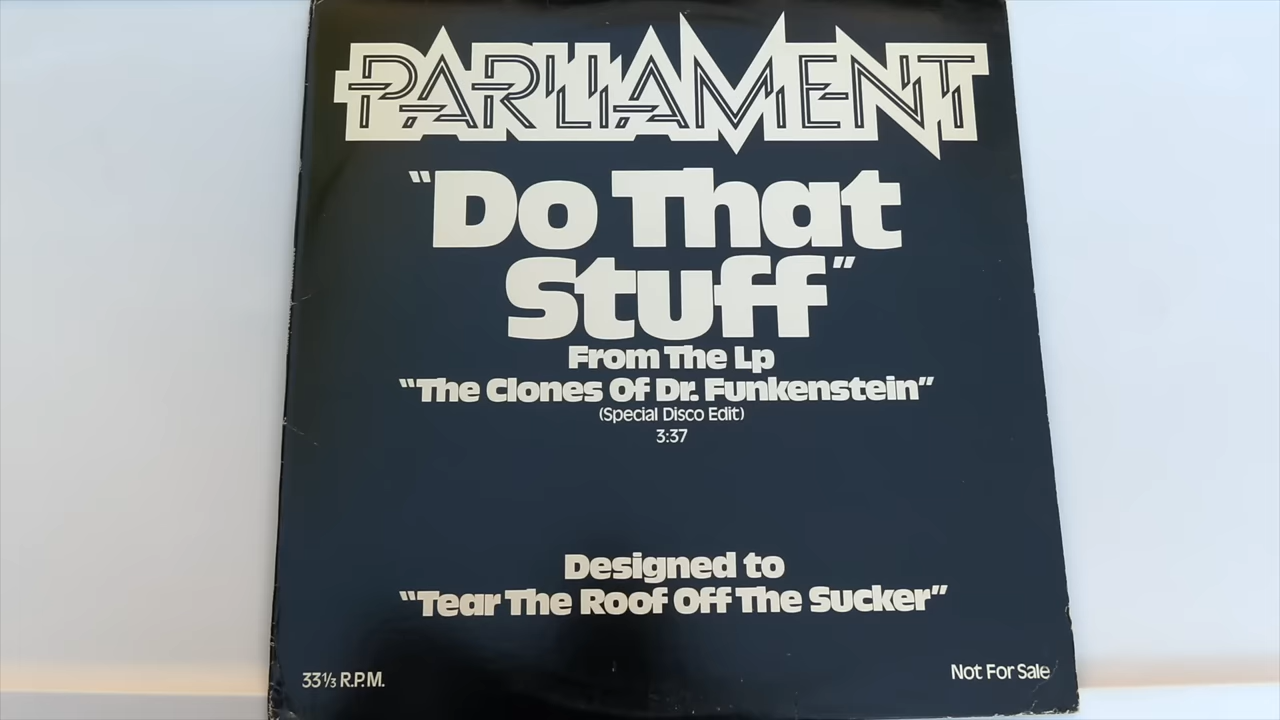 PARLIAMENT
"Do That
Stuff"
From The Lp
"The Clones Of Dr. Funkenstein"
(Special Disco Edit)
3:37
Designed to
"Tear The Roof Off The Sucker"
33⅓ R.P.M.
Not For Sale